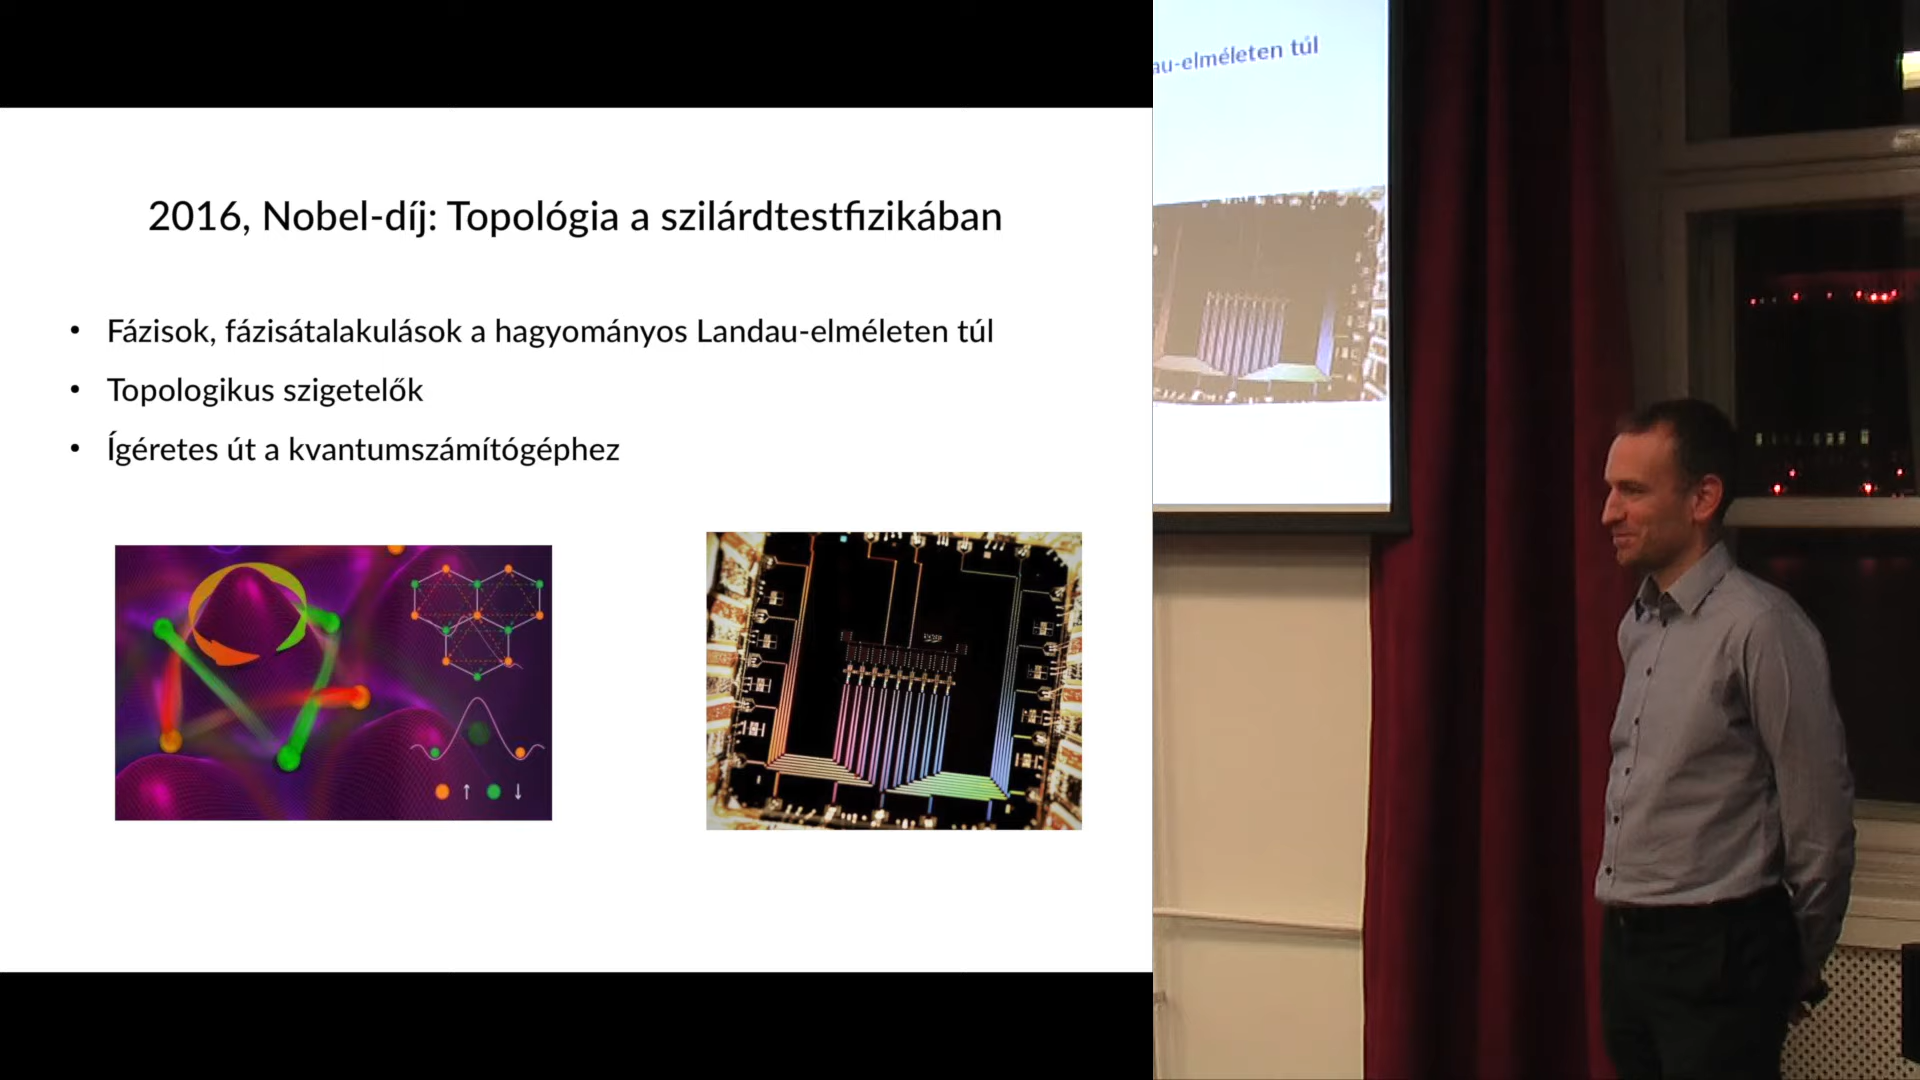 2016, Nobel-díj: Topológia a szilárdtestfizikában
• Fázisok, fázisátalakulások a hagyományos Landau-elméleten túl
• Topologikus szigetelők
• Ígéretes út a kvantumszámítógéphez
↑ ↓
au-elméleten túl